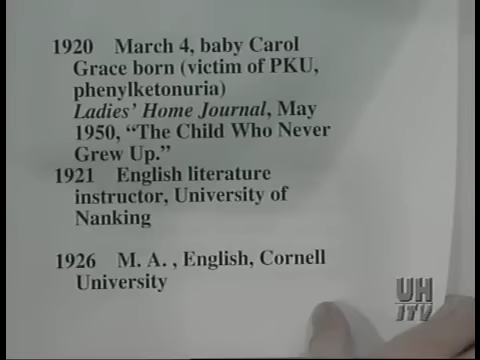 1920 March 4, baby Carol
Grace born (victim of PKU,
phenylketonuria)
Ladies' Home Journal, May
1950, “The Child Who Never
Grew Up.”
1921 English literature
instructor, University of
Nanking
1926 M. A. , English, Cornell
University
UH
ITV